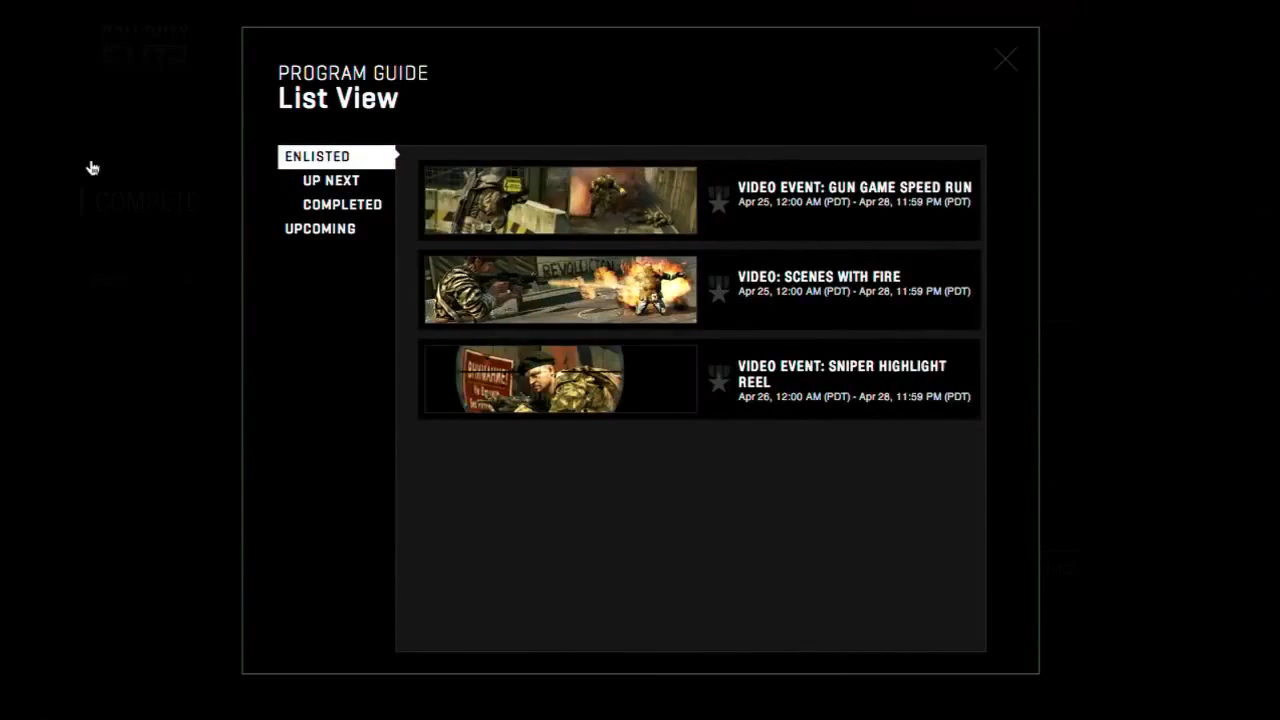 PROGRAM GUIDE
List View
ENLISTED
UP NEXT
COMPLETED
UPCOMING
VIDEO EVENT: GUN GAME SPEED RUN
Apr 25, 12:00 AM (PDT) - Apr 28, 11:59 PM (PDT)
REVOLUCION
VIDEO: SCENES WITH FIRE
Apr 25, 12:00 AM (PDT) - Apr 28, 11:59 PM (PDT)
VIDEO EVENT: SNIPER HIGHLIGHT
REEL
Apr 26, 12:00 AM (PDT) - Apr 28, 11:59 PM (PDT)
COMPETE